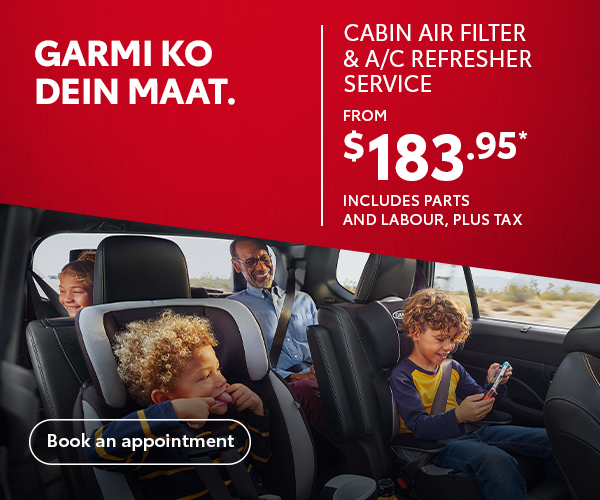 GARMI KO
DEIN MAAT.
CABIN AIR FILTER
& A/C REFRESHER
SERVICE
FROM
$183.95*
INCLUDES PARTS
AND LABOUR, PLUS TAX
Book an appointment